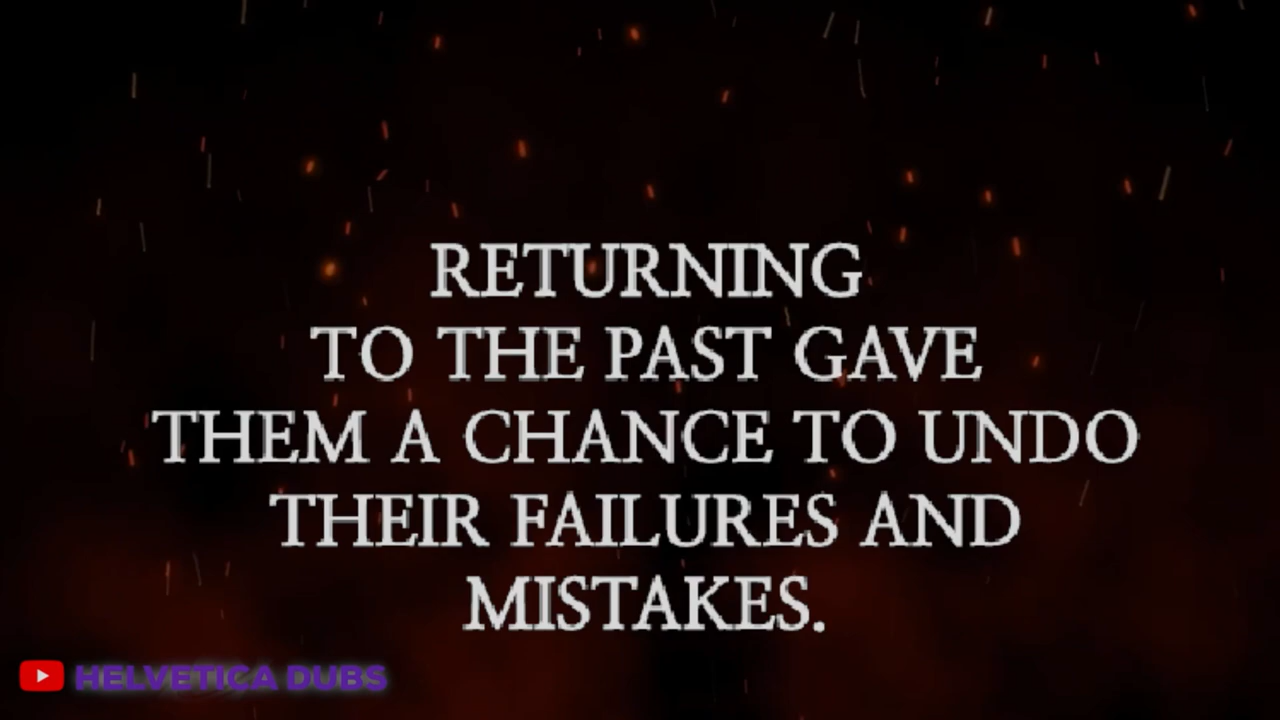 RETURNING
TO THE PAST GAVE
THEM A CHANCE TO UNDO
THEIR FAILURES AND
MISTAKES.
HELVETICA DUBS